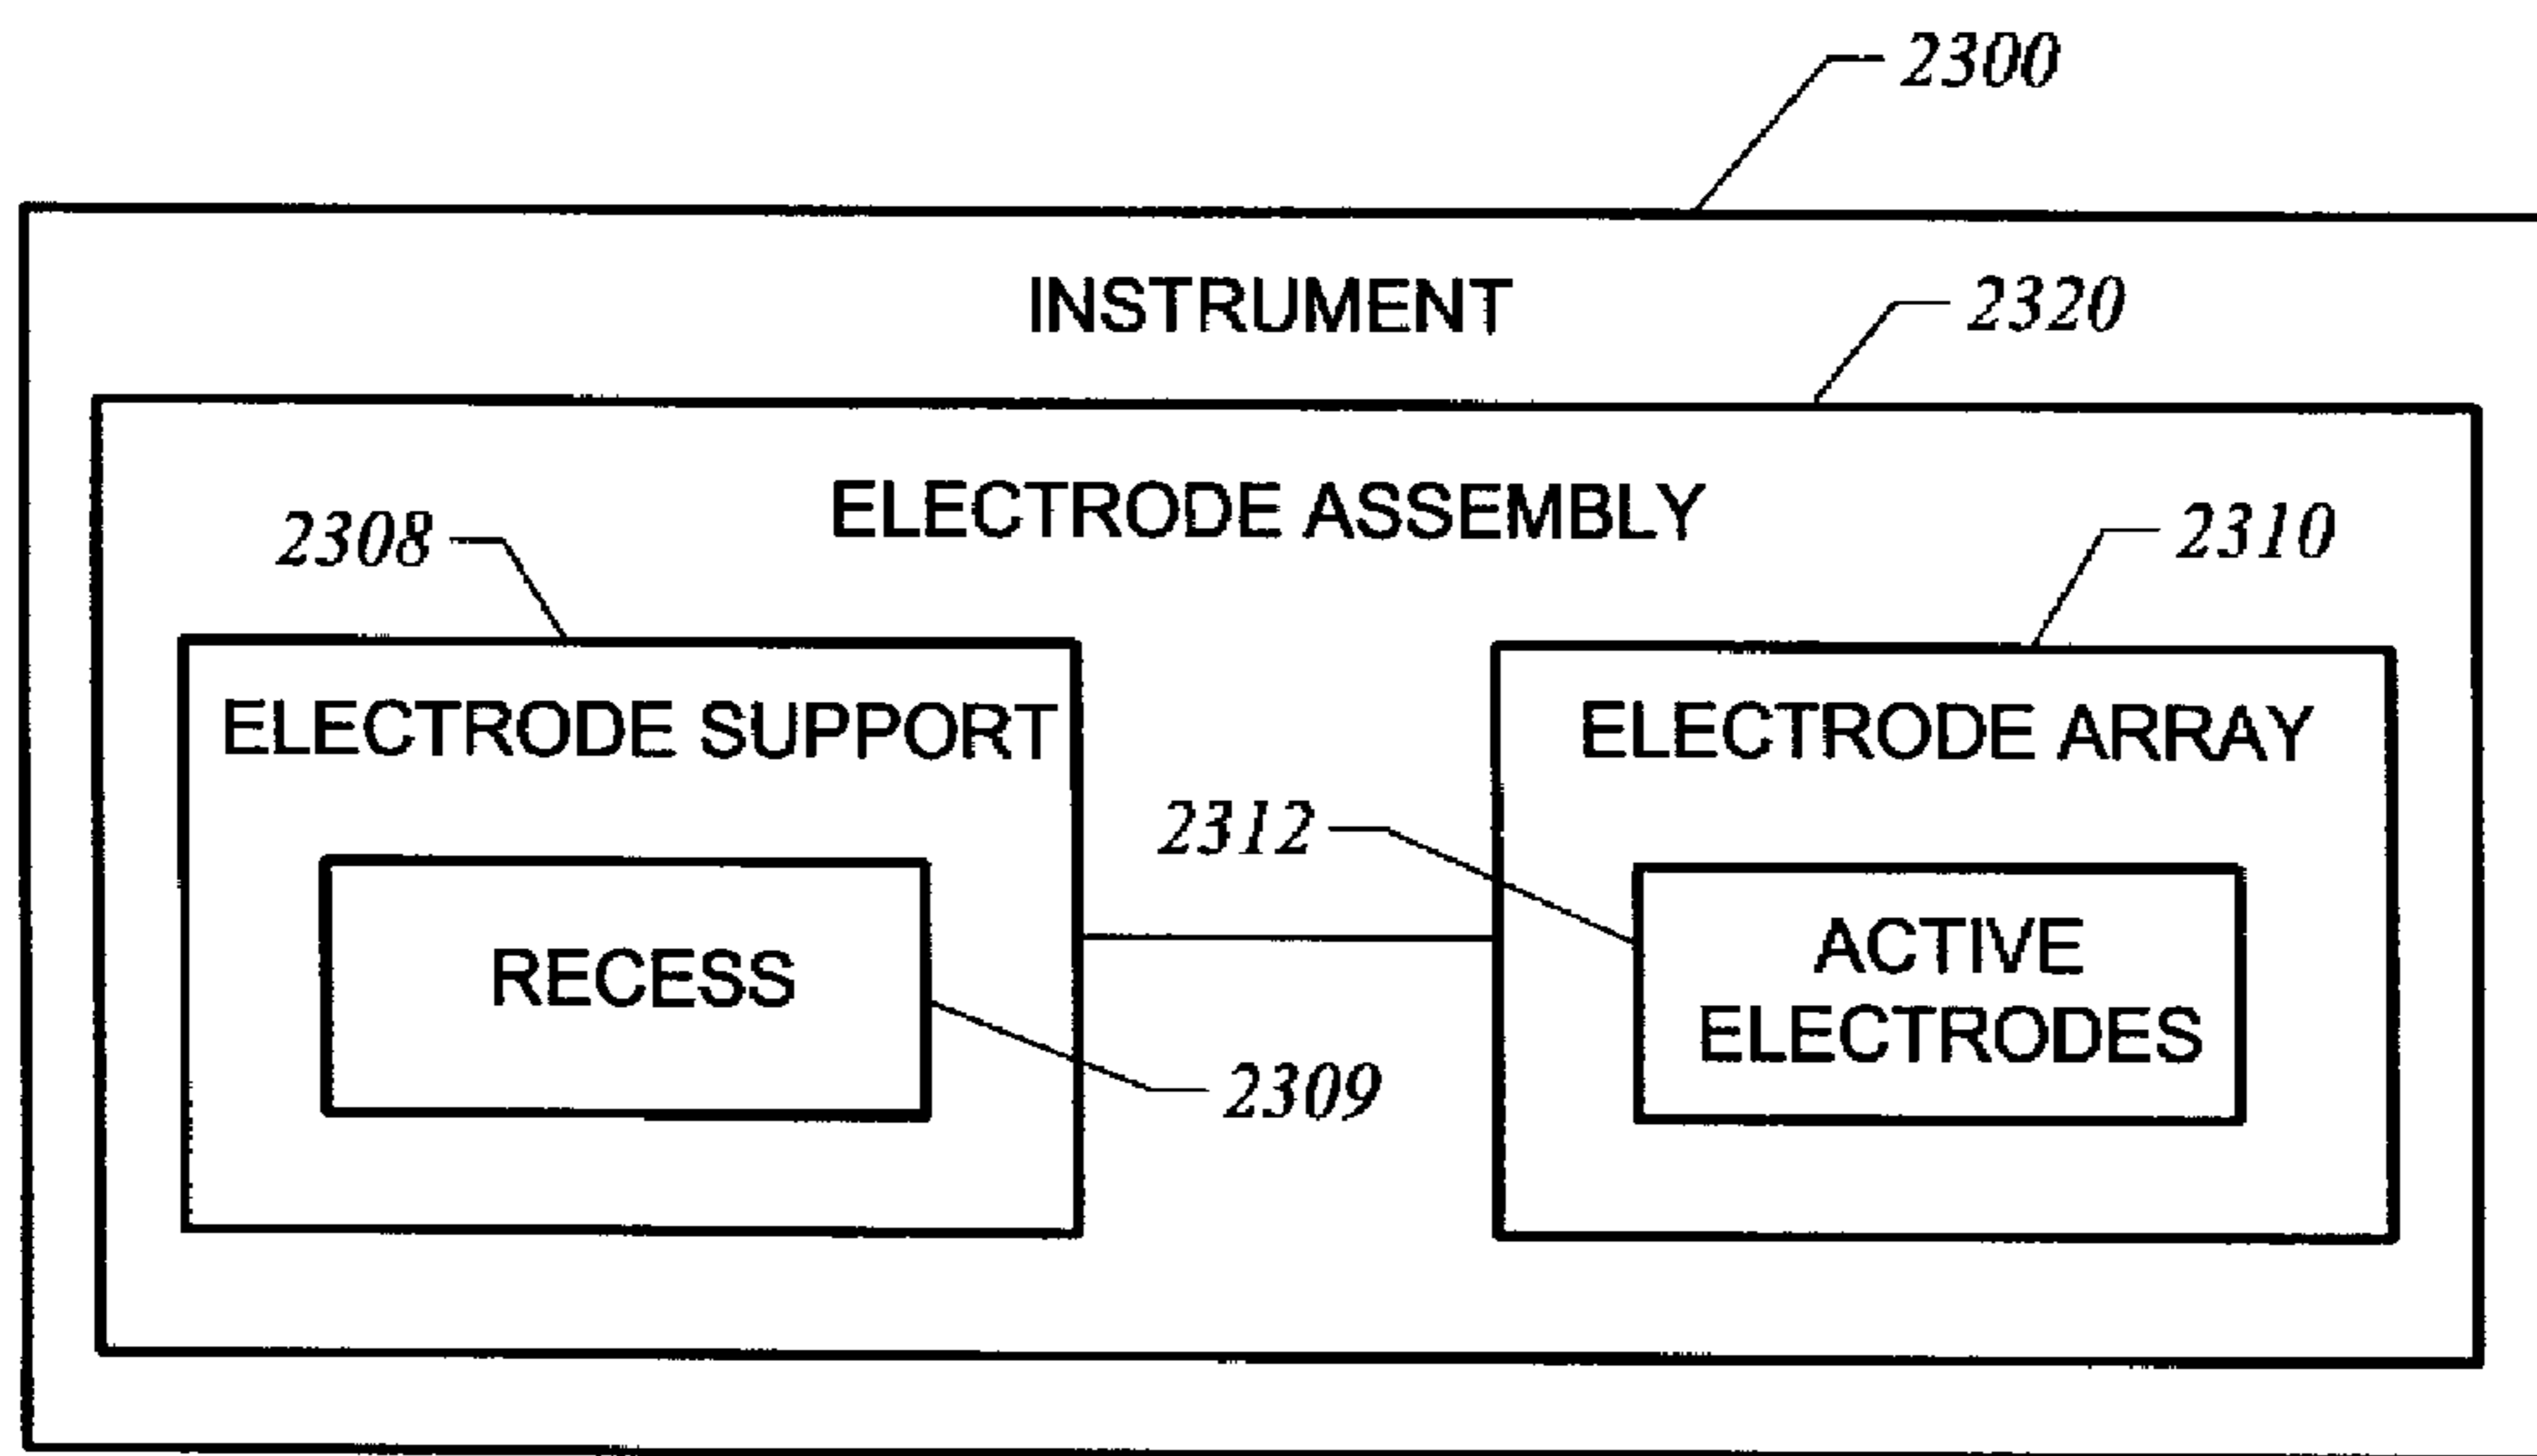 2300
INSTRUMENT
2320
ELECTRODE ASSEMBLY
2308
2310
ELECTRODE SUPPORT
ELECTRODE ARRAY
2312
RECESS
ACTIVE
ELECTRODES
2309